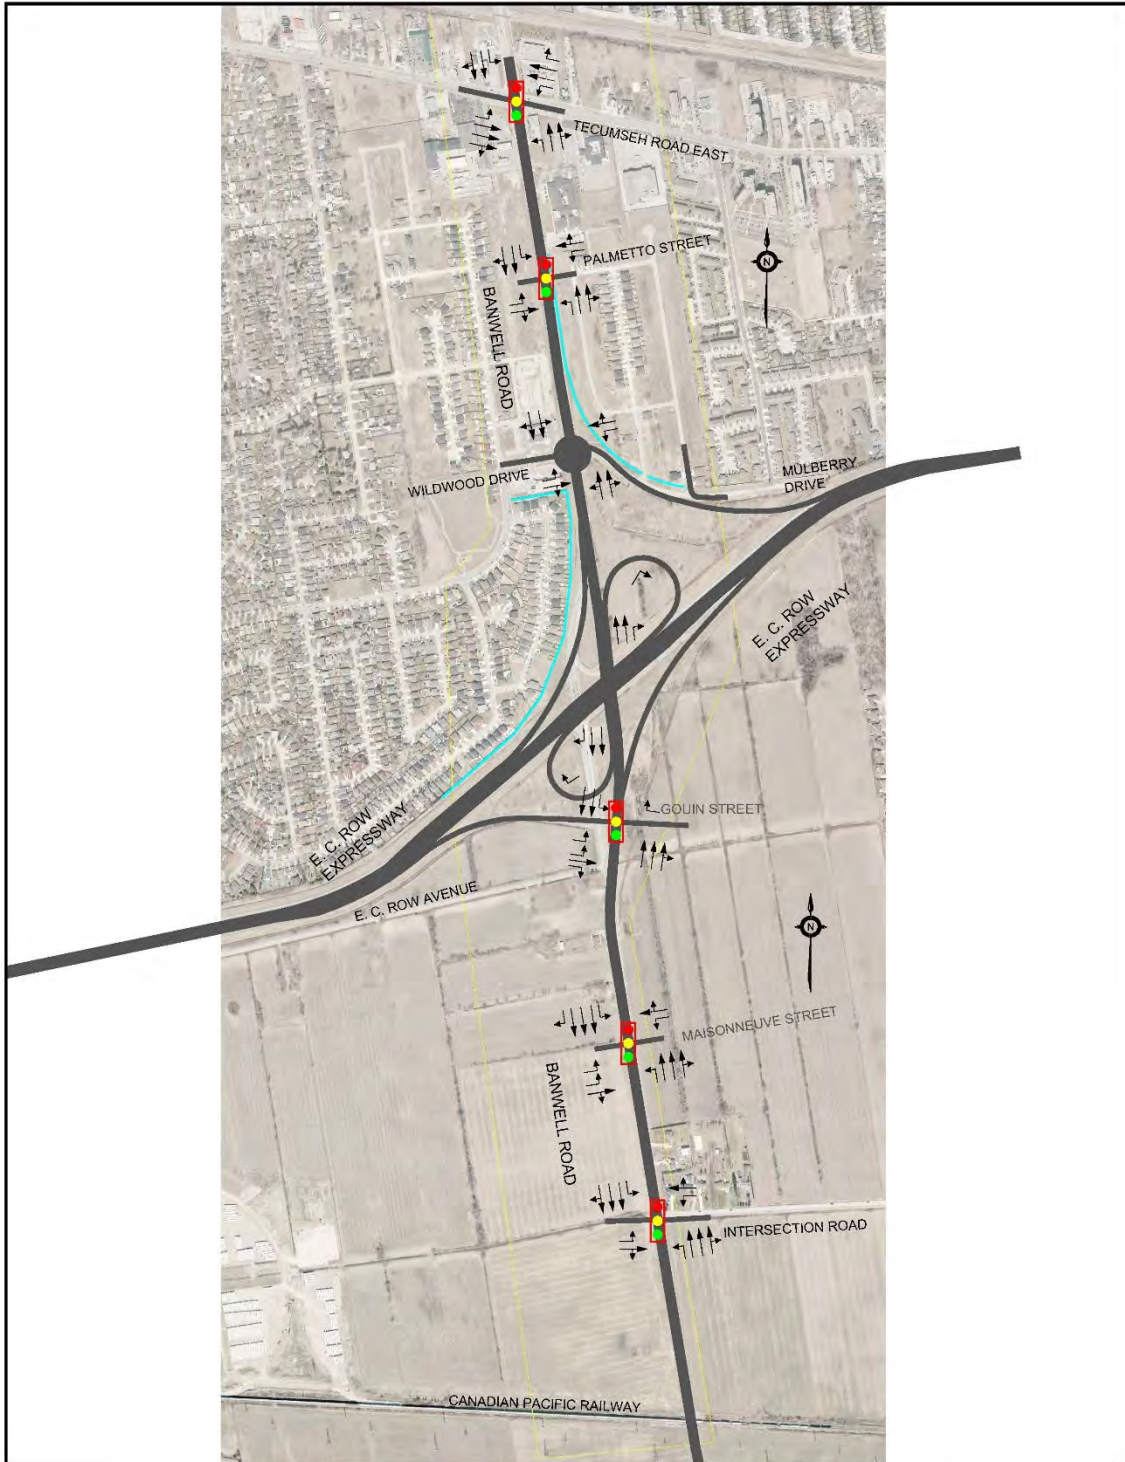 TECUMSEH ROAD EAST
PALMETTO STREET
N
BANWELL ROAD
WILDWOOD DRIVE
MULBERRY
DRIVE
E. C. ROW
EXPRESSWAY
GOUIN STREET
E. C. ROW
EXPRESSWAY
E. C. ROW AVENUE
N
MAISONNEUVE STREET
BANWELL ROAD
INTERSECTION ROAD
CANADIAN PACIFIC RAILWAY